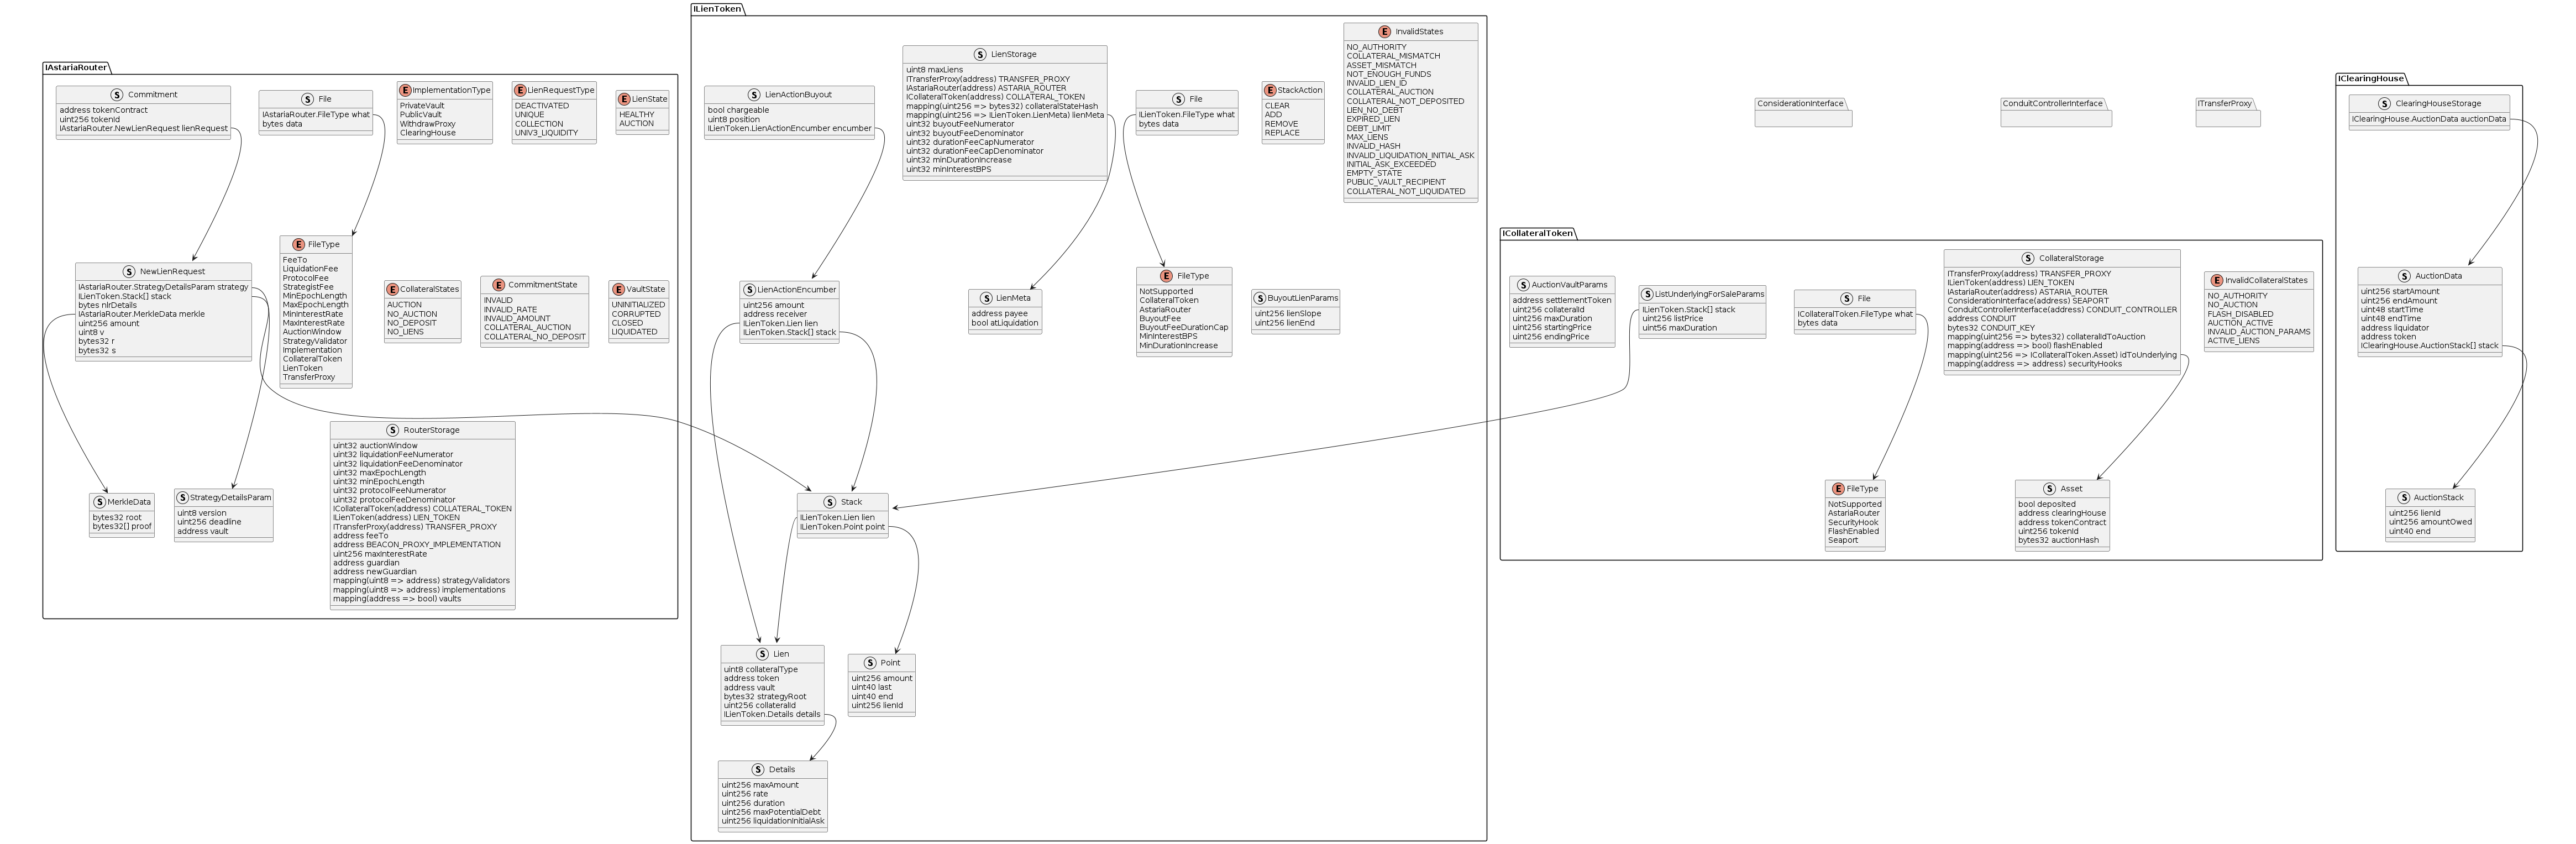 IAstariaRouter
S Commitment
address tokenContract
uint256 tokenId
IAstariaRouter.NewLienRequest lienRequest
S File
IAstariaRouter.FileType what
bytes data
E ImplementationType
PrivateVault
PublicVault
WithdrawProxy
ClearingHouse
E LienRequestType
DEACTIVATED
UNIQUE
COLLECTION
UNIV3_LIQUIDITY
E LienState
HEALTHY
AUCTION
S NewLienRequest
IAstariaRouter.StrategyDetailsParam strategy
ILienToken.Stack[] stack
bytes nlrDetails
IAstariaRouter.MerkleData merkle
uint256 amount
uint8 v
bytes32 r
bytes32 s
E FileType
FeeTo
LiquidationFee
ProtocolFee
StrategistFee
MinEpochLength
MaxEpochLength
MinInterestRate
MaxInterestRate
AuctionWindow
StrategyValidator
Implementation
CollateralToken
LienToken
TransferProxy
E CollateralStates
AUCTION
NO_AUCTION
NO_DEPOSIT
NO_LIENS
E CommitmentState
INVALID
INVALID_RATE
INVALID_AMOUNT
COLLATERAL_AUCTION
COLLATERAL_NO_DEPOSIT
E VaultState
UNINITIALIZED
CORRUPTED
CLOSED
LIQUIDATED
S MerkleData
bytes32 root
bytes32[] proof
S StrategyDetailsParam
uint8 version
uint256 deadline
address vault
S RouterStorage
uint32 auctionWindow
uint32 liquidationFeeNumerator
uint32 liquidationFeeDenominator
uint32 maxEpochLength
uint32 minEpochLength
uint32 protocolFeeNumerator
uint32 protocolFeeDenominator
ICollateralToken(address) COLLATERAL_TOKEN
ILienToken(address) LIEN_TOKEN
ITransferProxy(address) TRANSFER_PROXY
address feeTo
address BEACON_PROXY_IMPLEMENTATION
uint256 maxInterestRate
address guardian
address newGuardian
mapping(uint8 => address) strategyValidators
mapping(uint8 => address) implementations
mapping(address => bool) vaults
ILienToken
S LienActionBuyout
bool chargeable
uint8 position
ILienToken.LienActionEncumber encumber
S LienStorage
uint8 maxLiens
ITransferProxy(address) TRANSFER_PROXY
IAstariaRouter(address) ASTARIA_ROUTER
ICollateralToken(address) COLLATERAL_TOKEN
mapping(uint256 => bytes32) collateralStateHash
mapping(uint256 => ILienToken.LienMeta) lienMeta
uint32 buyoutFeeNumerator
uint32 buyoutFeeDenominator
uint32 durationFeeCapNumerator
uint32 durationFeeCapDenominator
uint32 minDurationIncrease
uint32 minInterestBPS
S File
ILienToken.FileType what
bytes data
E StackAction
CLEAR
ADD
REMOVE
REPLACE
E InvalidStates
NO_AUTHORITY
COLLATERAL_MISMATCH
ASSET_MISMATCH
NOT_ENOUGH_FUNDS
INVALID_LIEN_ID
COLLATERAL_AUCTION
COLLATERAL_NOT_DEPOSITED
LIEN_NO_DEBT
EXPIRED_LIEN
DEBT_LIMIT
MAX_LIENS
INVALID_HASH
INVALID_LIQUIDATION_INITIAL_ASK
INITIAL_ASK_EXCEEDED
EMPTY_STATE
PUBLIC_VAULT_RECIPIENT
COLLATERAL_NOT_LIQUIDATED
S LienActionEncumber
uint256 amount
address receiver
ILienToken.Lien lien
ILienToken.Stack[] stack
S LienMeta
address payee
bool atLiquidation
E FileType
NotSupported
CollateralToken
AstariaRouter
BuyoutFee
BuyoutFeeDurationCap
MinInterestBPS
MinDurationIncrease
S BuyoutLienParams
uint256 lienSlope
uint256 lienEnd
S Stack
ILienToken.Lien lien
ILienToken.Point point
S Lien
uint8 collateralType
address token
address vault
bytes32 strategyRoot
uint256 collateralId
ILienToken.Details details
S Point
uint256 amount
uint40 last
uint40 end
uint256 lienId
S Details
uint256 maxAmount
uint256 rate
uint256 duration
uint256 maxPotentialDebt
uint256 liquidationInitialAsk
ConsiderationInterface
ConduitControllerInterface
ITransferProxy
ICollateralToken
S AuctionVaultParams
address settlementToken
uint256 collateralId
uint256 maxDuration
uint256 startingPrice
uint256 endingPrice
S ListUnderlyingForSaleParams
ILienToken.Stack[] stack
uint256 listPrice
uint56 maxDuration
S File
ICollateralToken.FileType what
bytes data
S CollateralStorage
ITransferProxy(address) TRANSFER_PROXY
ILienToken(address) LIEN_TOKEN
IAstariaRouter(address) ASTARIA_ROUTER
ConsiderationInterface(address) SEAPORT
ConduitControllerInterface(address) CONDUIT_CONTROLLER
address CONDUIT
bytes32 CONDUIT_KEY
mapping(uint256 => bytes32) collateralIdToAuction
mapping(address => bool) flashEnabled
mapping(uint256 => ICollateralToken.Asset) idToUnderlying
mapping(address => address) securityHooks
E InvalidCollateralStates
NO_AUTHORITY
NO_AUCTION
FLASH_DISABLED
AUCTION_ACTIVE
INVALID_AUCTION_PARAMS
ACTIVE_LIENS
E FileType
NotSupported
AstariaRouter
SecurityHook
FlashEnabled
Seaport
S Asset
bool deposited
address clearingHouse
address tokenContract
uint256 tokenId
bytes32 auctionHash
IClearingHouse
S ClearingHouseStorage
IClearingHouse.AuctionData auctionData
S AuctionData
uint256 startAmount
uint256 endAmount
uint48 startTime
uint48 endTime
address liquidator
address token
IClearingHouse.AuctionStack[] stack
S AuctionStack
uint256 lienId
uint256 amountOwed
uint40 end